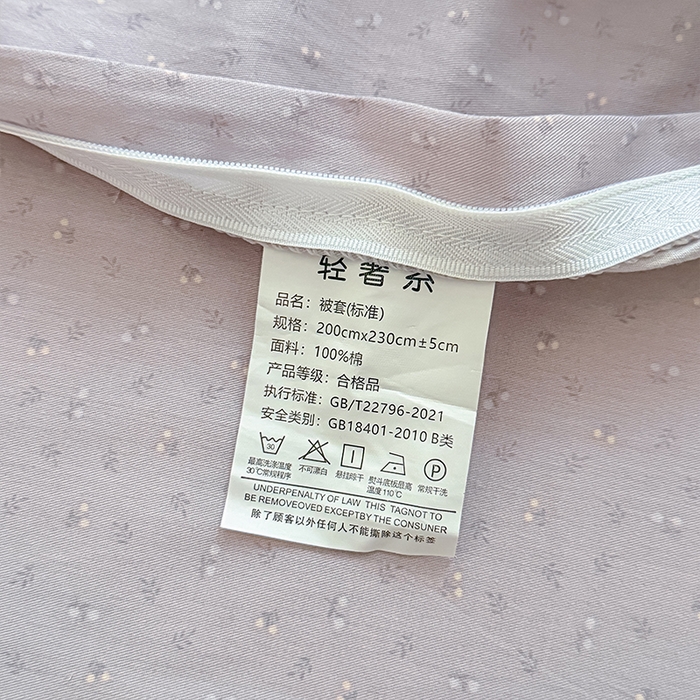 轻奢系
品名：被套(标准)
规格：200cmx230cm±5cm
面料：100%棉
产品等级：合格品
执行标准：GB/T22796-2021
安全类别：GB18401-2010 B类
30
P
最高洗涤温度 不可漂白 悬挂晾干 熨斗底板最高 常规干洗
30℃常规程序 温度110℃
UNDERPENALTY OF LAW THIS TAGNOT TO
BE REMOVEOVED EXCEPTBY THE CONSUNER
除了顾客以外任何人不能撕除这个标签